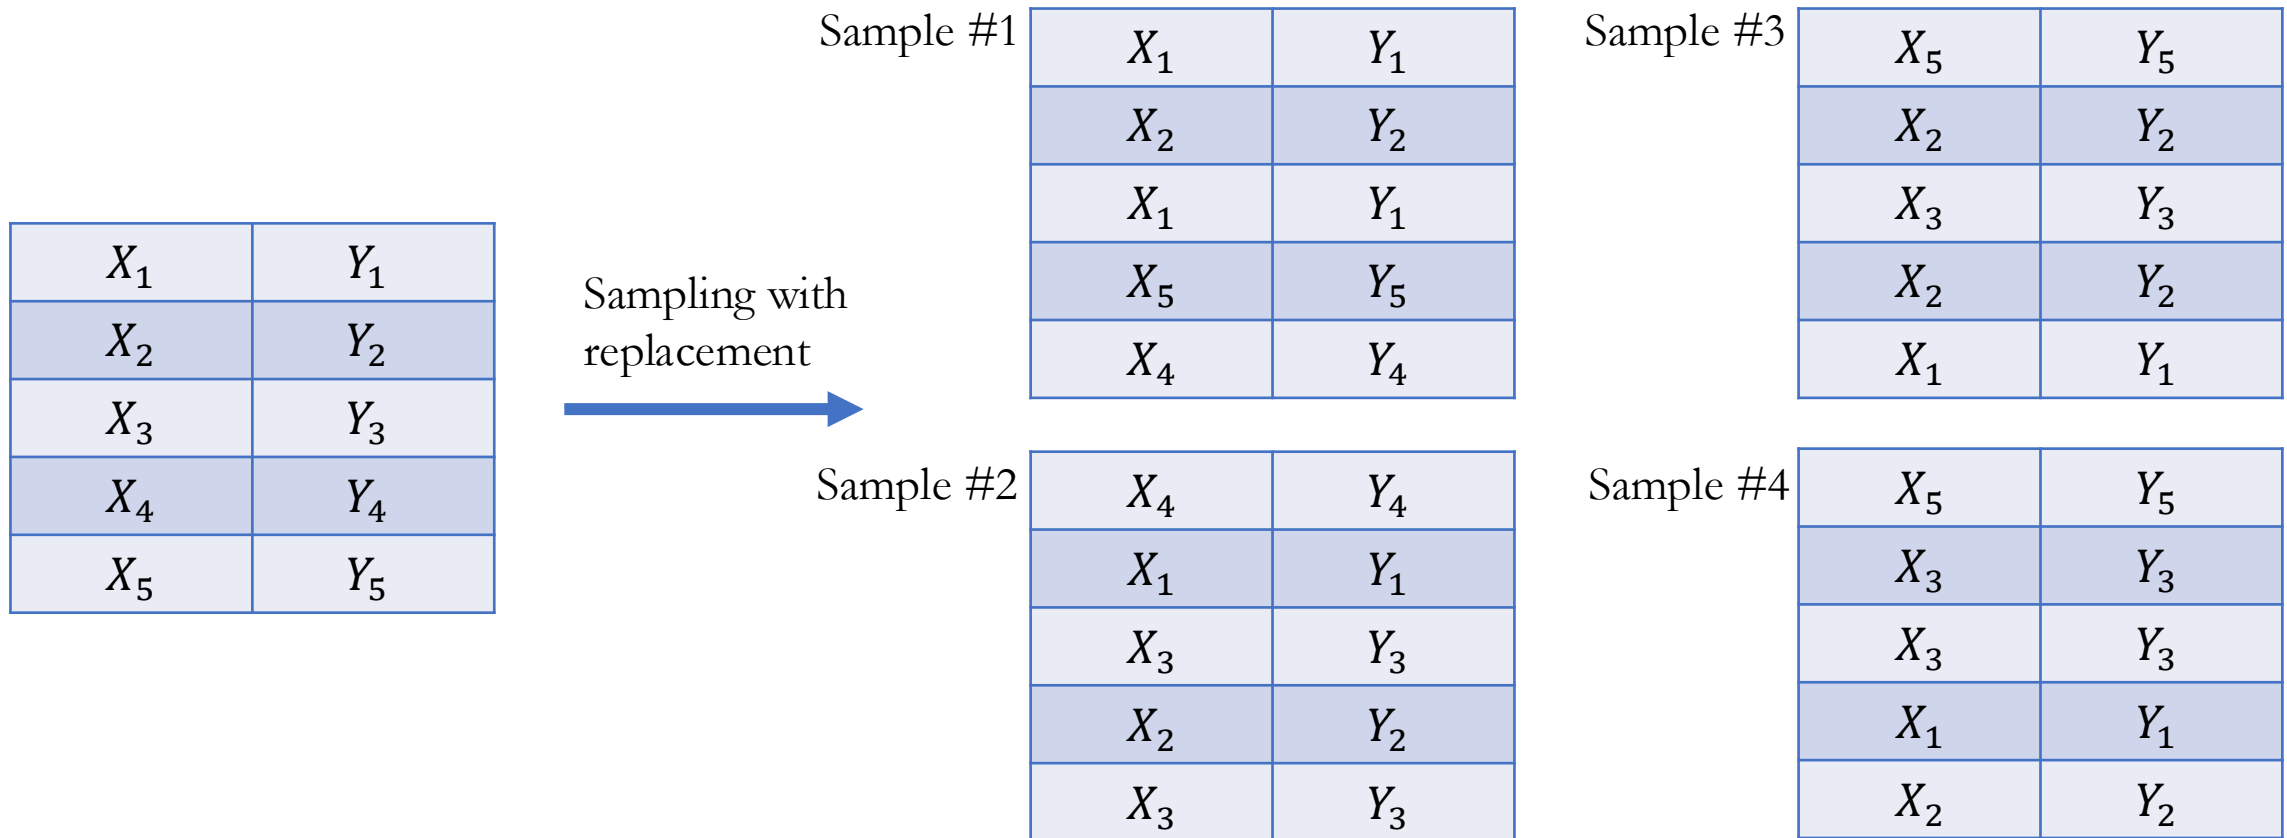 X₁ Y₁
X₂ Y₂
X₃ Y₃
X₄ Y₄
X₅ Y₅
Sampling with
replacement
Sample #1
X₁ Y₁
X₂ Y₂
X₁ Y₁
X₅ Y₅
X₄ Y₄
Sample #2
X₄ Y₄
X₁ Y₁
X₃ Y₃
X₂ Y₂
X₃ Y₃
Sample #3
X₅ Y₅
X₂ Y₂
X₃ Y₃
X₂ Y₂
X₁ Y₁
Sample #4
X₅ Y₅
X₃ Y₃
X₃ Y₃
X₁ Y₁
X₂ Y₂